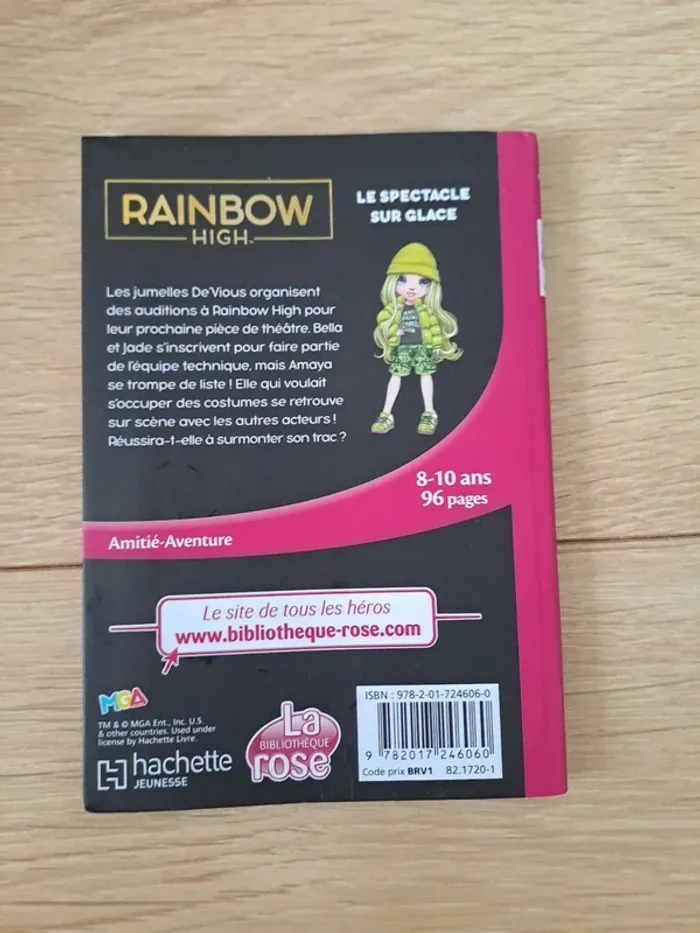 RAINBOW
HIGH™
LE SPECTACLE
SUR GLACE
Les jumelles De'Vious organisent
des auditions à Rainbow High pour
leur prochaine pièce de théâtre. Bella
et Jade s'inscrivent pour faire partie
de l'équipe technique, mais Amaya
se trompe de liste ! Elle qui voulait
s'occuper des costumes se retrouve
sur scène avec les autres acteurs !
Réussira-t-elle à surmonter son trac ?
8-10 ans
96 pages
Amitié-Aventure
Le site de tous les héros
www.bibliotheque-rose.com
MGA
TM & © MGA Ent., Inc. U.S.
& other countries. Used under
license by Hachette Livre.
hachette
JEUNESSE
La
BIBLIOTHÈQUE
rose
ISBN : 978-2-01-724606-0
9 782017 246060
Code prix BRV1 82.1720-1